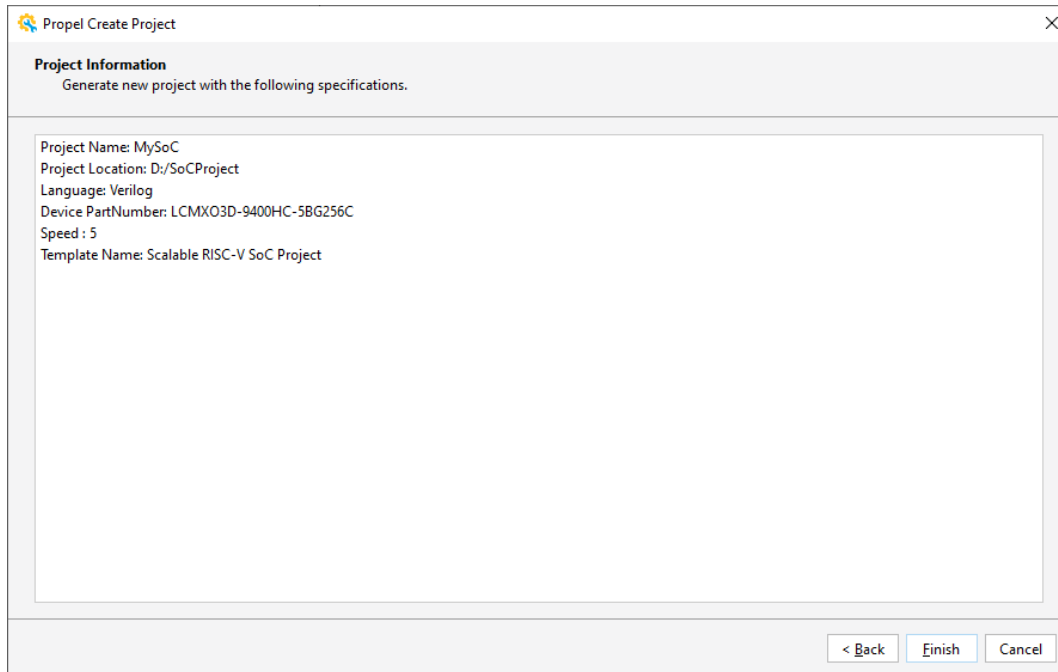 Propel Create Project
Project Information
Generate new project with the following specifications.
Project Name: MySoC
Project Location: D:/SoCProject
Language: Verilog
Device PartNumber: LCMXO3D-9400HC-5BG256C
Speed : 5
Template Name: Scalable RISC-V SoC Project
< Back Finish Cancel